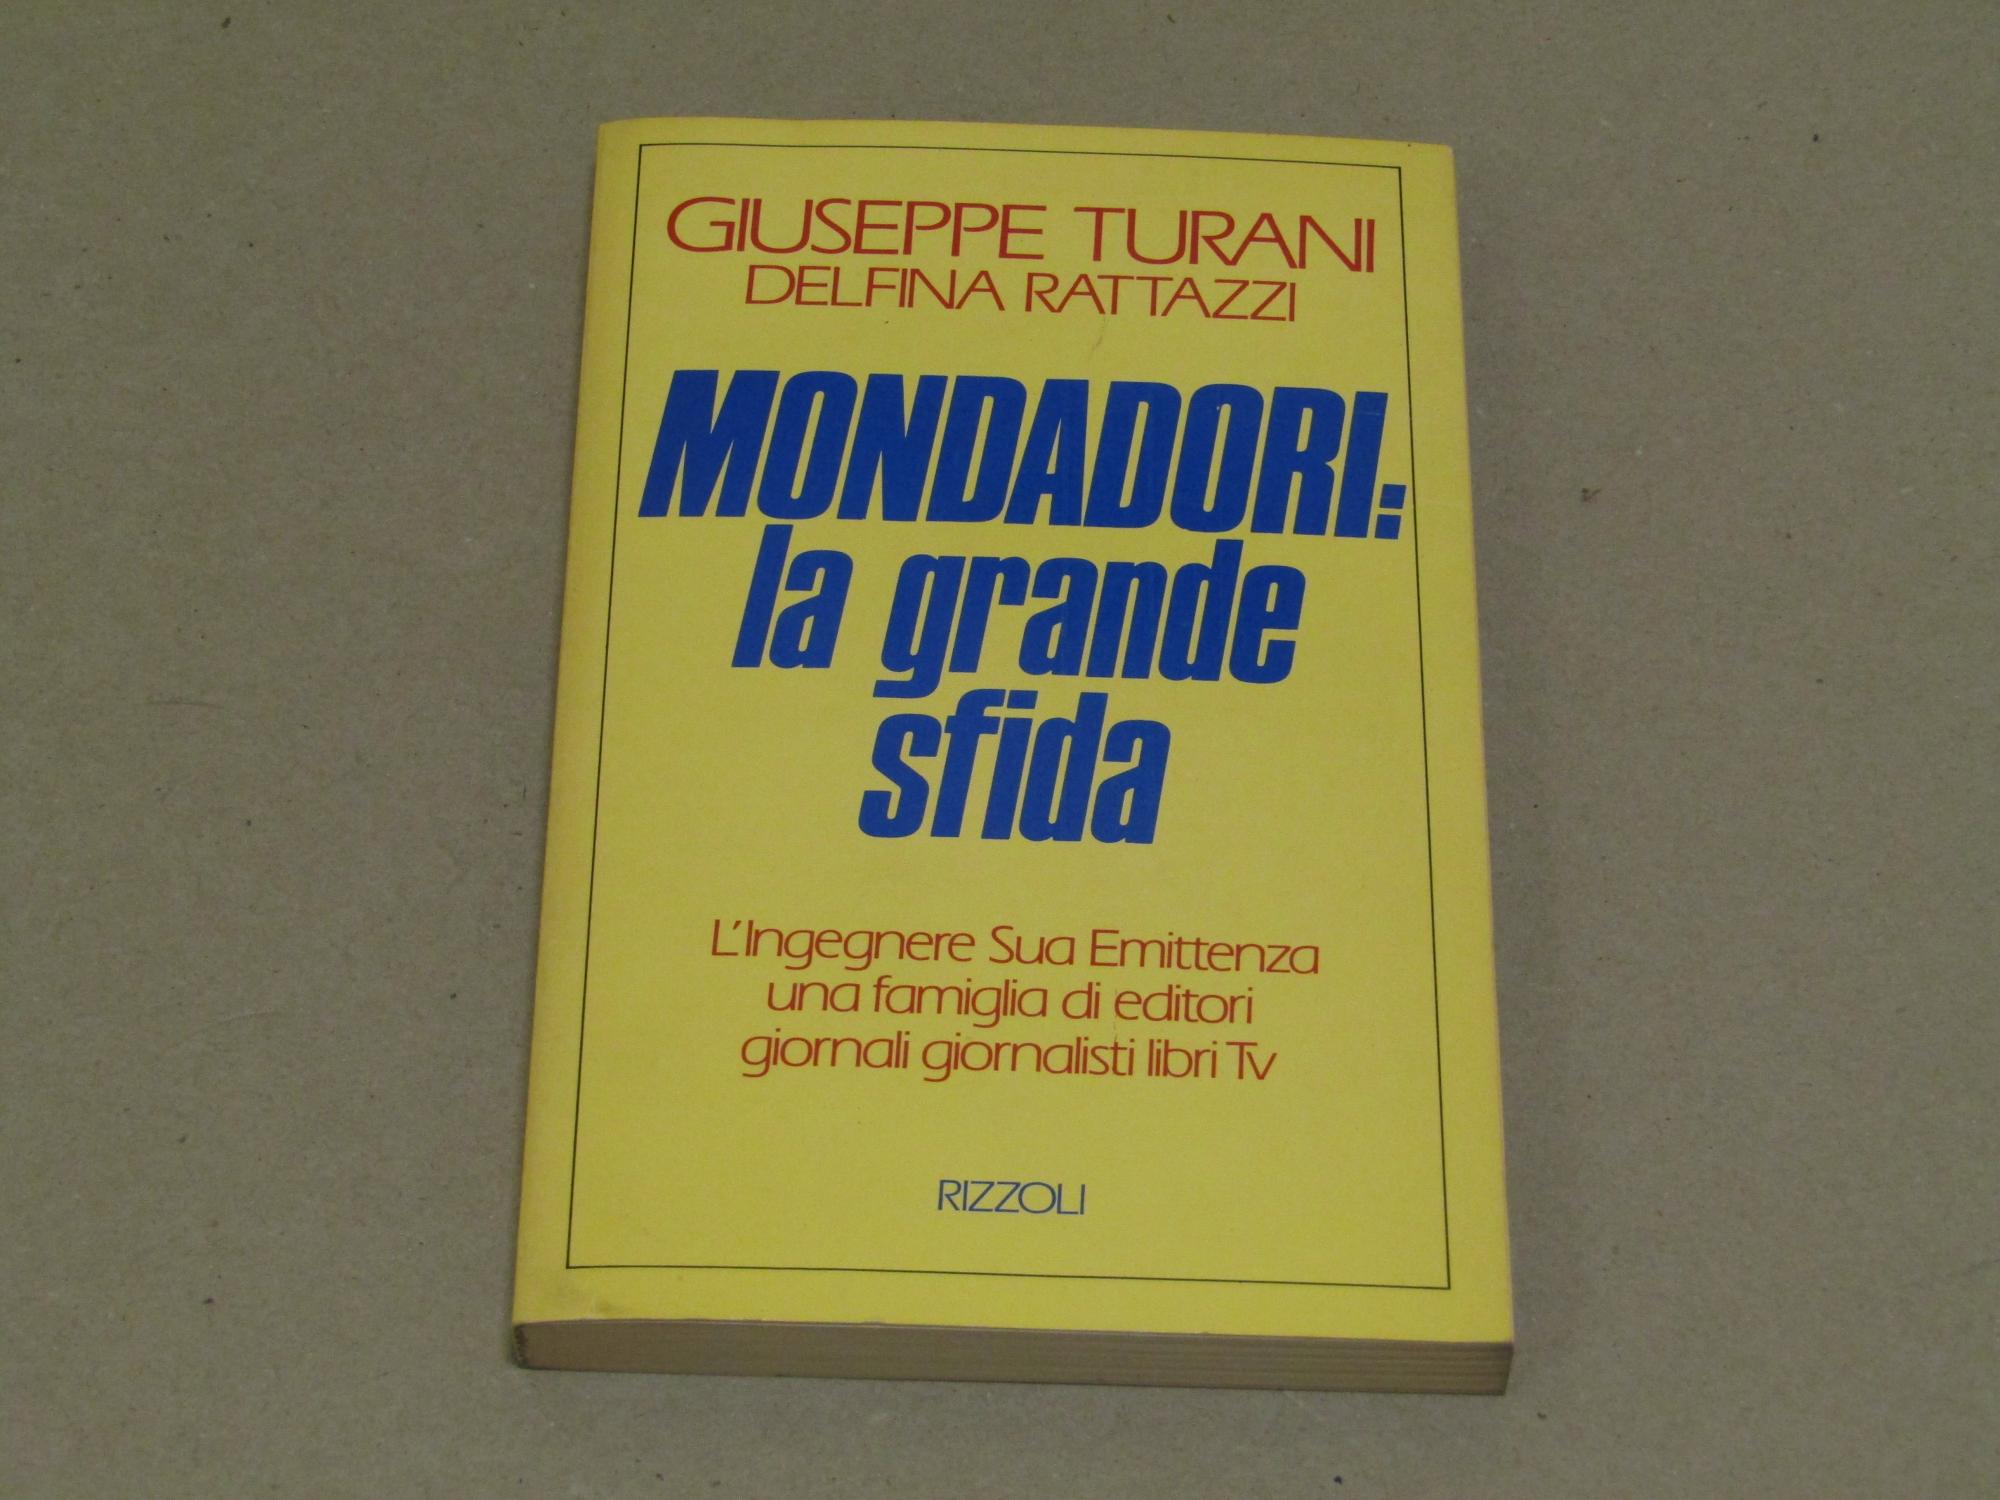 GIUSEPPE TURANI
DELFINA RATTAZZI
MONDADORI:
la grande
sfida
L'Ingegnere Sua Emittenza
una famiglia di editori
giornali giornalisti libri Tv
RIZZOLI